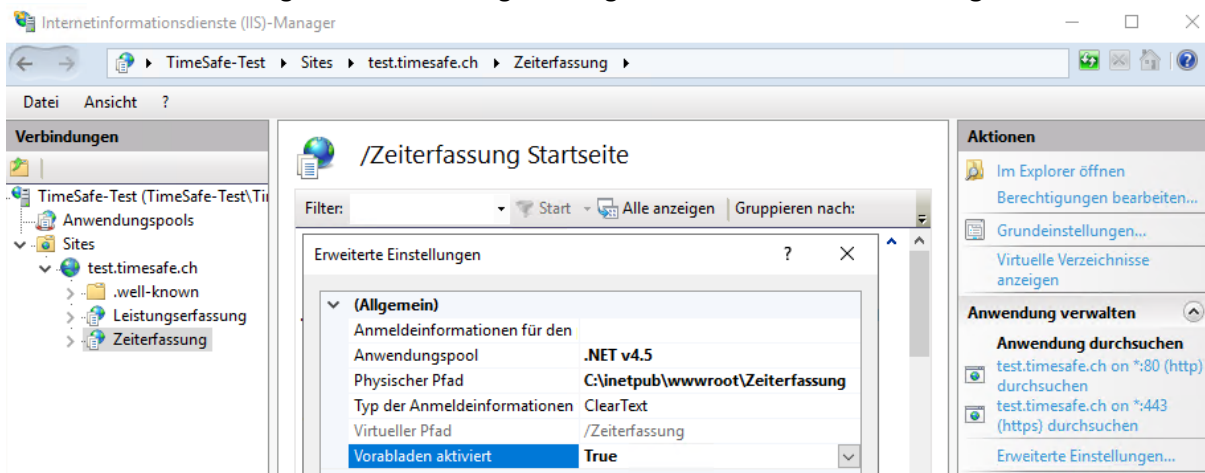 Internetinformationsdienste (IIS)-Manager
TimeSafe-Test Sites test.timesafe.ch Zeiterfassung
Datei Ansicht ?
Verbindungen
TimeSafe-Test (TimeSafe-Test\Ti
Anwendungspools
Sites
test.timesafe.ch
.well-known
Leistungserfassung
Zeiterfassung
/Zeiterfassung Startseite
Filter: Start Alle anzeigen Gruppieren nach:
Erweiterte Einstellungen ?
(Allgemein)
Anmeldeinformationen für den
Anwendungspool .NET v4.5
Physischer Pfad C:\inetpub\wwwroot\Zeiterfassung
Typ der Anmeldeinformationen ClearText
Virtueller Pfad /Zeiterfassung
Vorabladen aktiviert True
Aktionen
Im Explorer öffnen
Berechtigungen bearbeiten...
Grundeinstellungen...
Virtuelle Verzeichnisse
anzeigen
Anwendung verwalten
Anwendung durchsuchen
test.timesafe.ch on *:80 (http)
durchsuchen
test.timesafe.ch on *:443
(https) durchsuchen
Erweiterte Einstellungen...